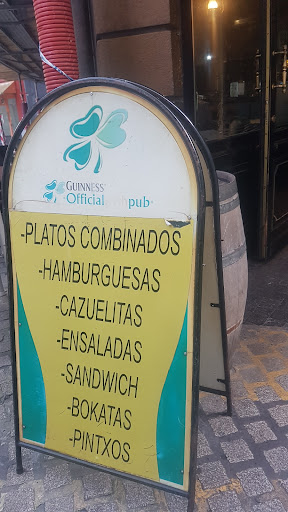 GUINNESS
Official pub
-PLATOS COMBINADOS
-HAMBURGUESAS
-CAZUELITAS
-ENSALADAS
-SANDWICH
-BOKATAS
-PINTXOS